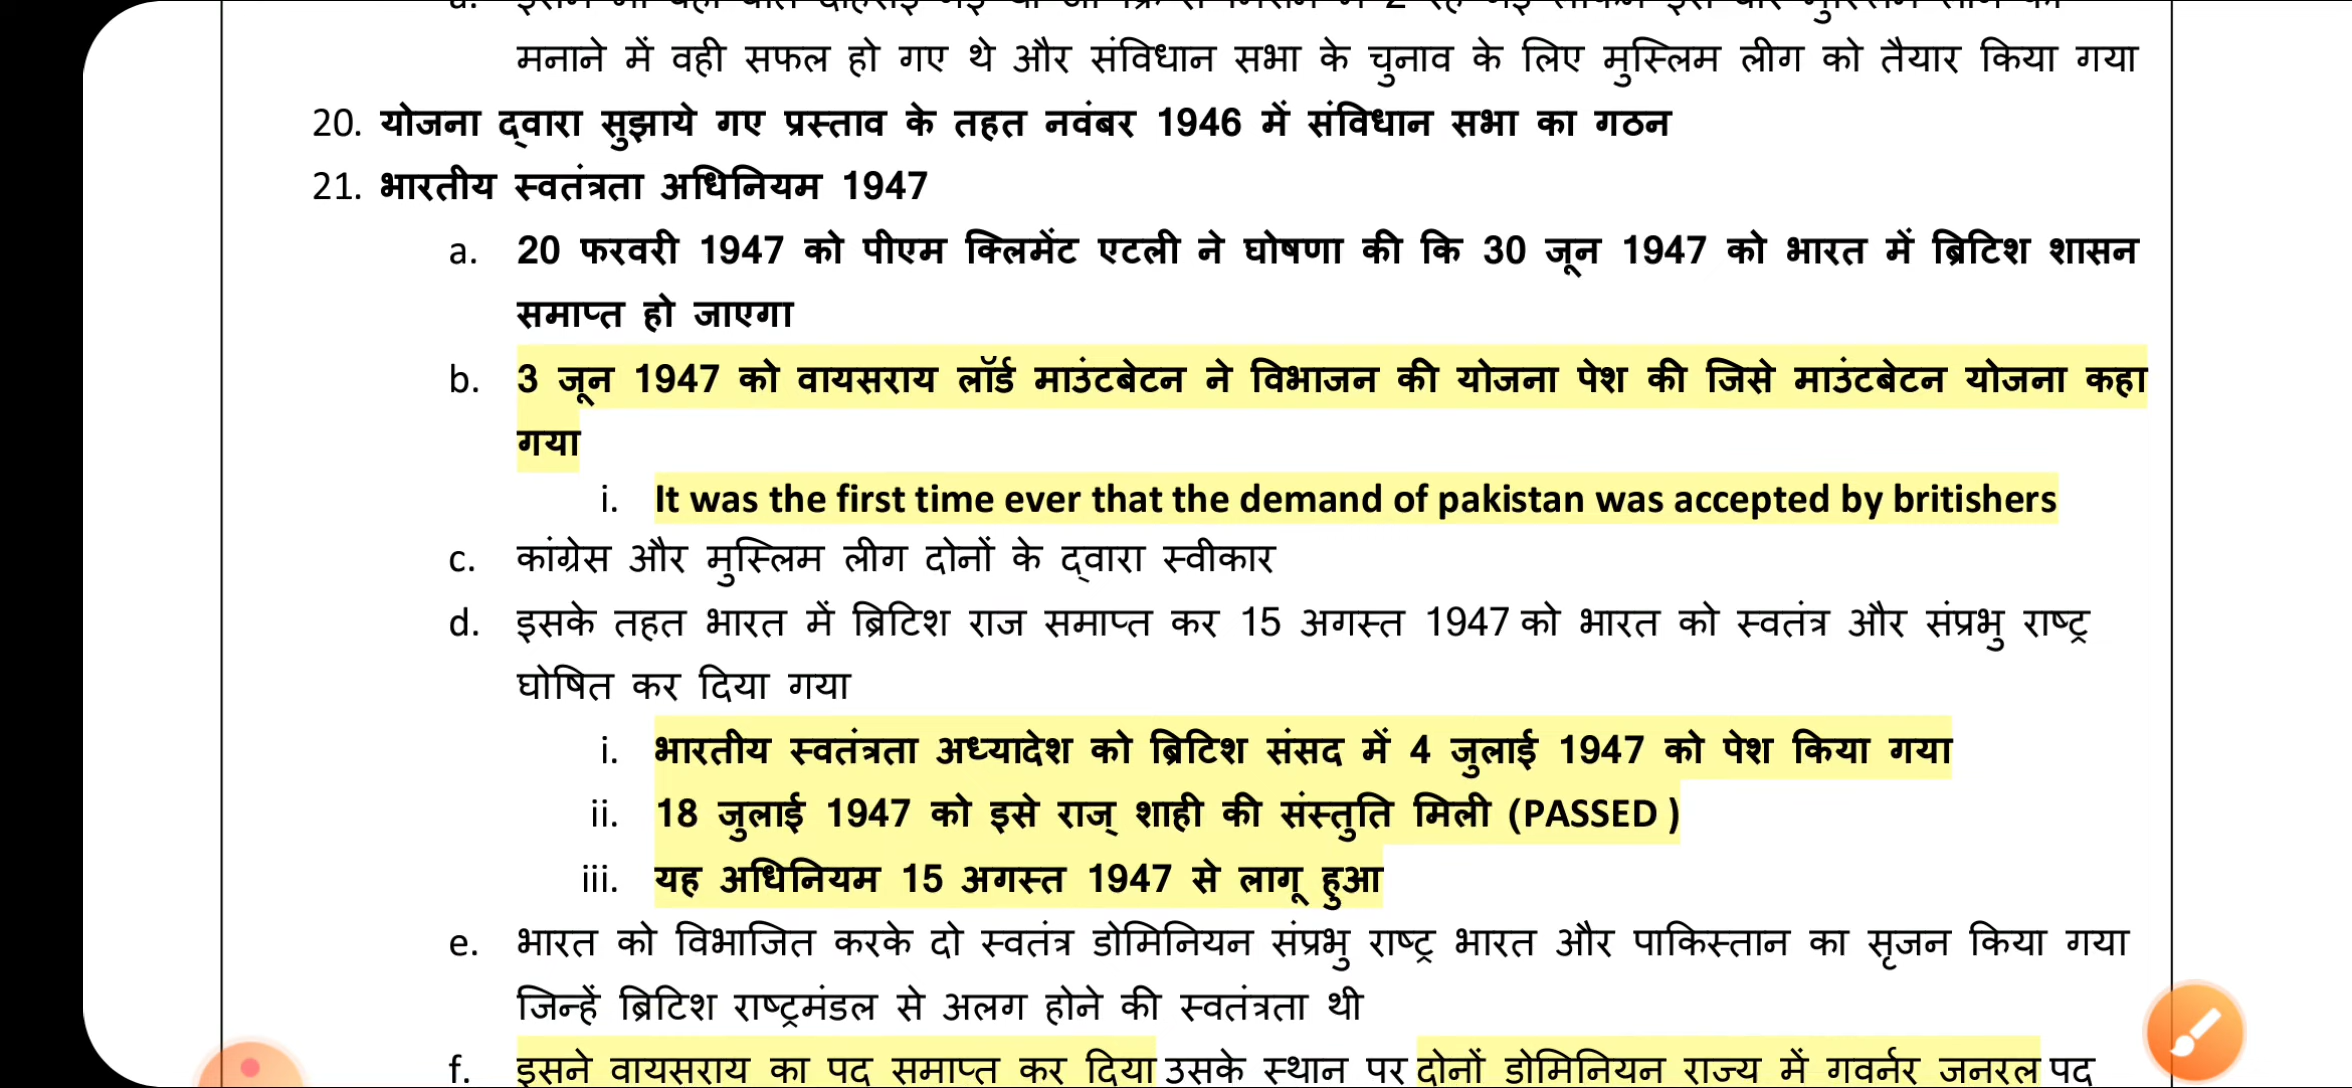 मनाने में वही सफल हो गए थे और संविधान सभा के चुनाव के लिए मुस्लिम लीग को तैयार किया गया
20. योजना द्वारा सुझाये गए प्रस्ताव के तहत नवंबर 1946 में संविधान सभा का गठन
21. भारतीय स्वतंत्रता अधिनियम 1947
a. 20 फरवरी 1947 को पीएम क्लिमेंट एटली ने घोषणा की कि 30 जून 1947 को भारत में ब्रिटिश शासन
समाप्त हो जाएगा
b. 3 जून 1947 को वायसराय लॉर्ड माउंटबेटन ने विभाजन की योजना पेश की जिसे माउंटबेटन योजना कहा
गया
i. It was the first time ever that the demand of pakistan was accepted by britishers
c. कांग्रेस और मुस्लिम लीग दोनों के द्वारा स्वीकार
d. इसके तहत भारत में ब्रिटिश राज समाप्त कर 15 अगस्त 1947 को भारत को स्वतंत्र और संप्रभु राष्ट्र
घोषित कर दिया गया
i. भारतीय स्वतंत्रता अध्यादेश को ब्रिटिश संसद में 4 जुलाई 1947 को पेश किया गया
ii. 18 जुलाई 1947 को इसे राज् शाही की संस्तुति मिली (PASSED )
iii. यह अधिनियम 15 अगस्त 1947 से लागू हुआ
e. भारत को विभाजित करके दो स्वतंत्र डोमिनियन संप्रभु राष्ट्र भारत और पाकिस्तान का सृजन किया गया
जिन्हें ब्रिटिश राष्ट्रमंडल से अलग होने की स्वतंत्रता थी
f. इसने वायसराय का पद समाप्त कर दिया उसके स्थान पर दोनों डोमिनियन राज्य में गवर्नर जनरल पद